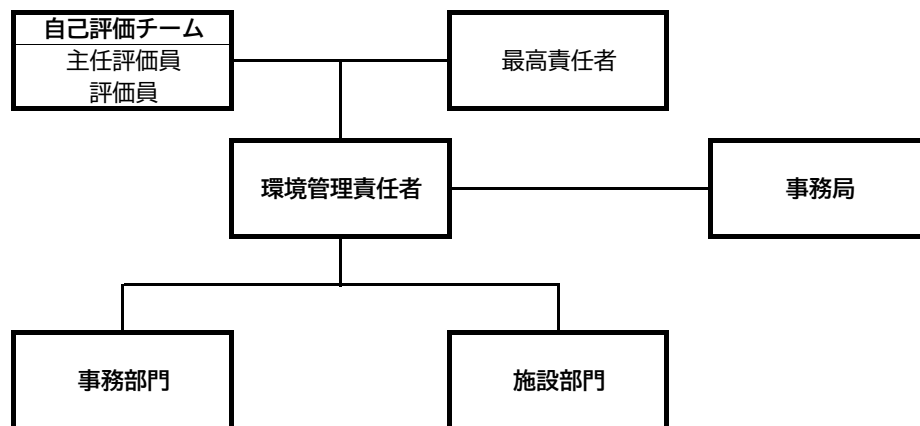 自己評価チーム
主任評価員
評価員
最高責任者
環境管理責任者
事務局
事務部門
施設部門